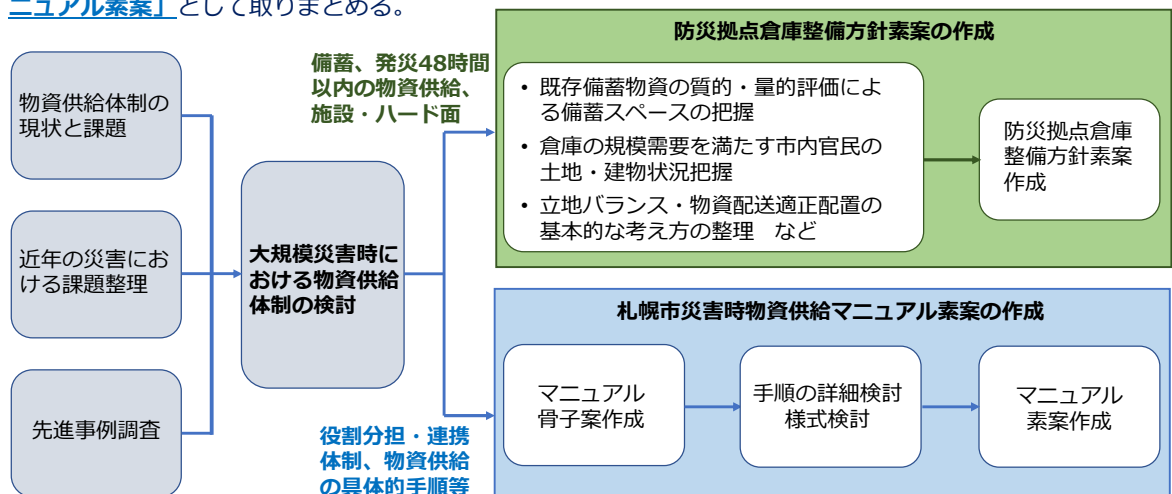 ニュアル素案」として取りまとめる。
物資供給体制の
現状と課題
近年の災害にお
ける課題整理
先進事例調査
大規模災害時に
おける物資供給
体制の検討
備蓄、発災48時間
以内の物資供給、
施設・ハード面
防災拠点倉庫整備方針素案の作成
• 既存備蓄物資の質的・量的評価によ
る備蓄スペースの把握
• 倉庫の規模需要を満たす市内官民の
土地・建物状況把握
• 立地バランス・物資配送適正配置の
基本的な考え方の整理　など
防災拠点倉庫
整備方針素案
作成
役割分担・連携
体制、物資供給
の具体的手順等
札幌市災害時物資供給マニュアル素案の作成
マニュアル
骨子案作成
手順の詳細検討
様式検討
マニュアル
素案作成